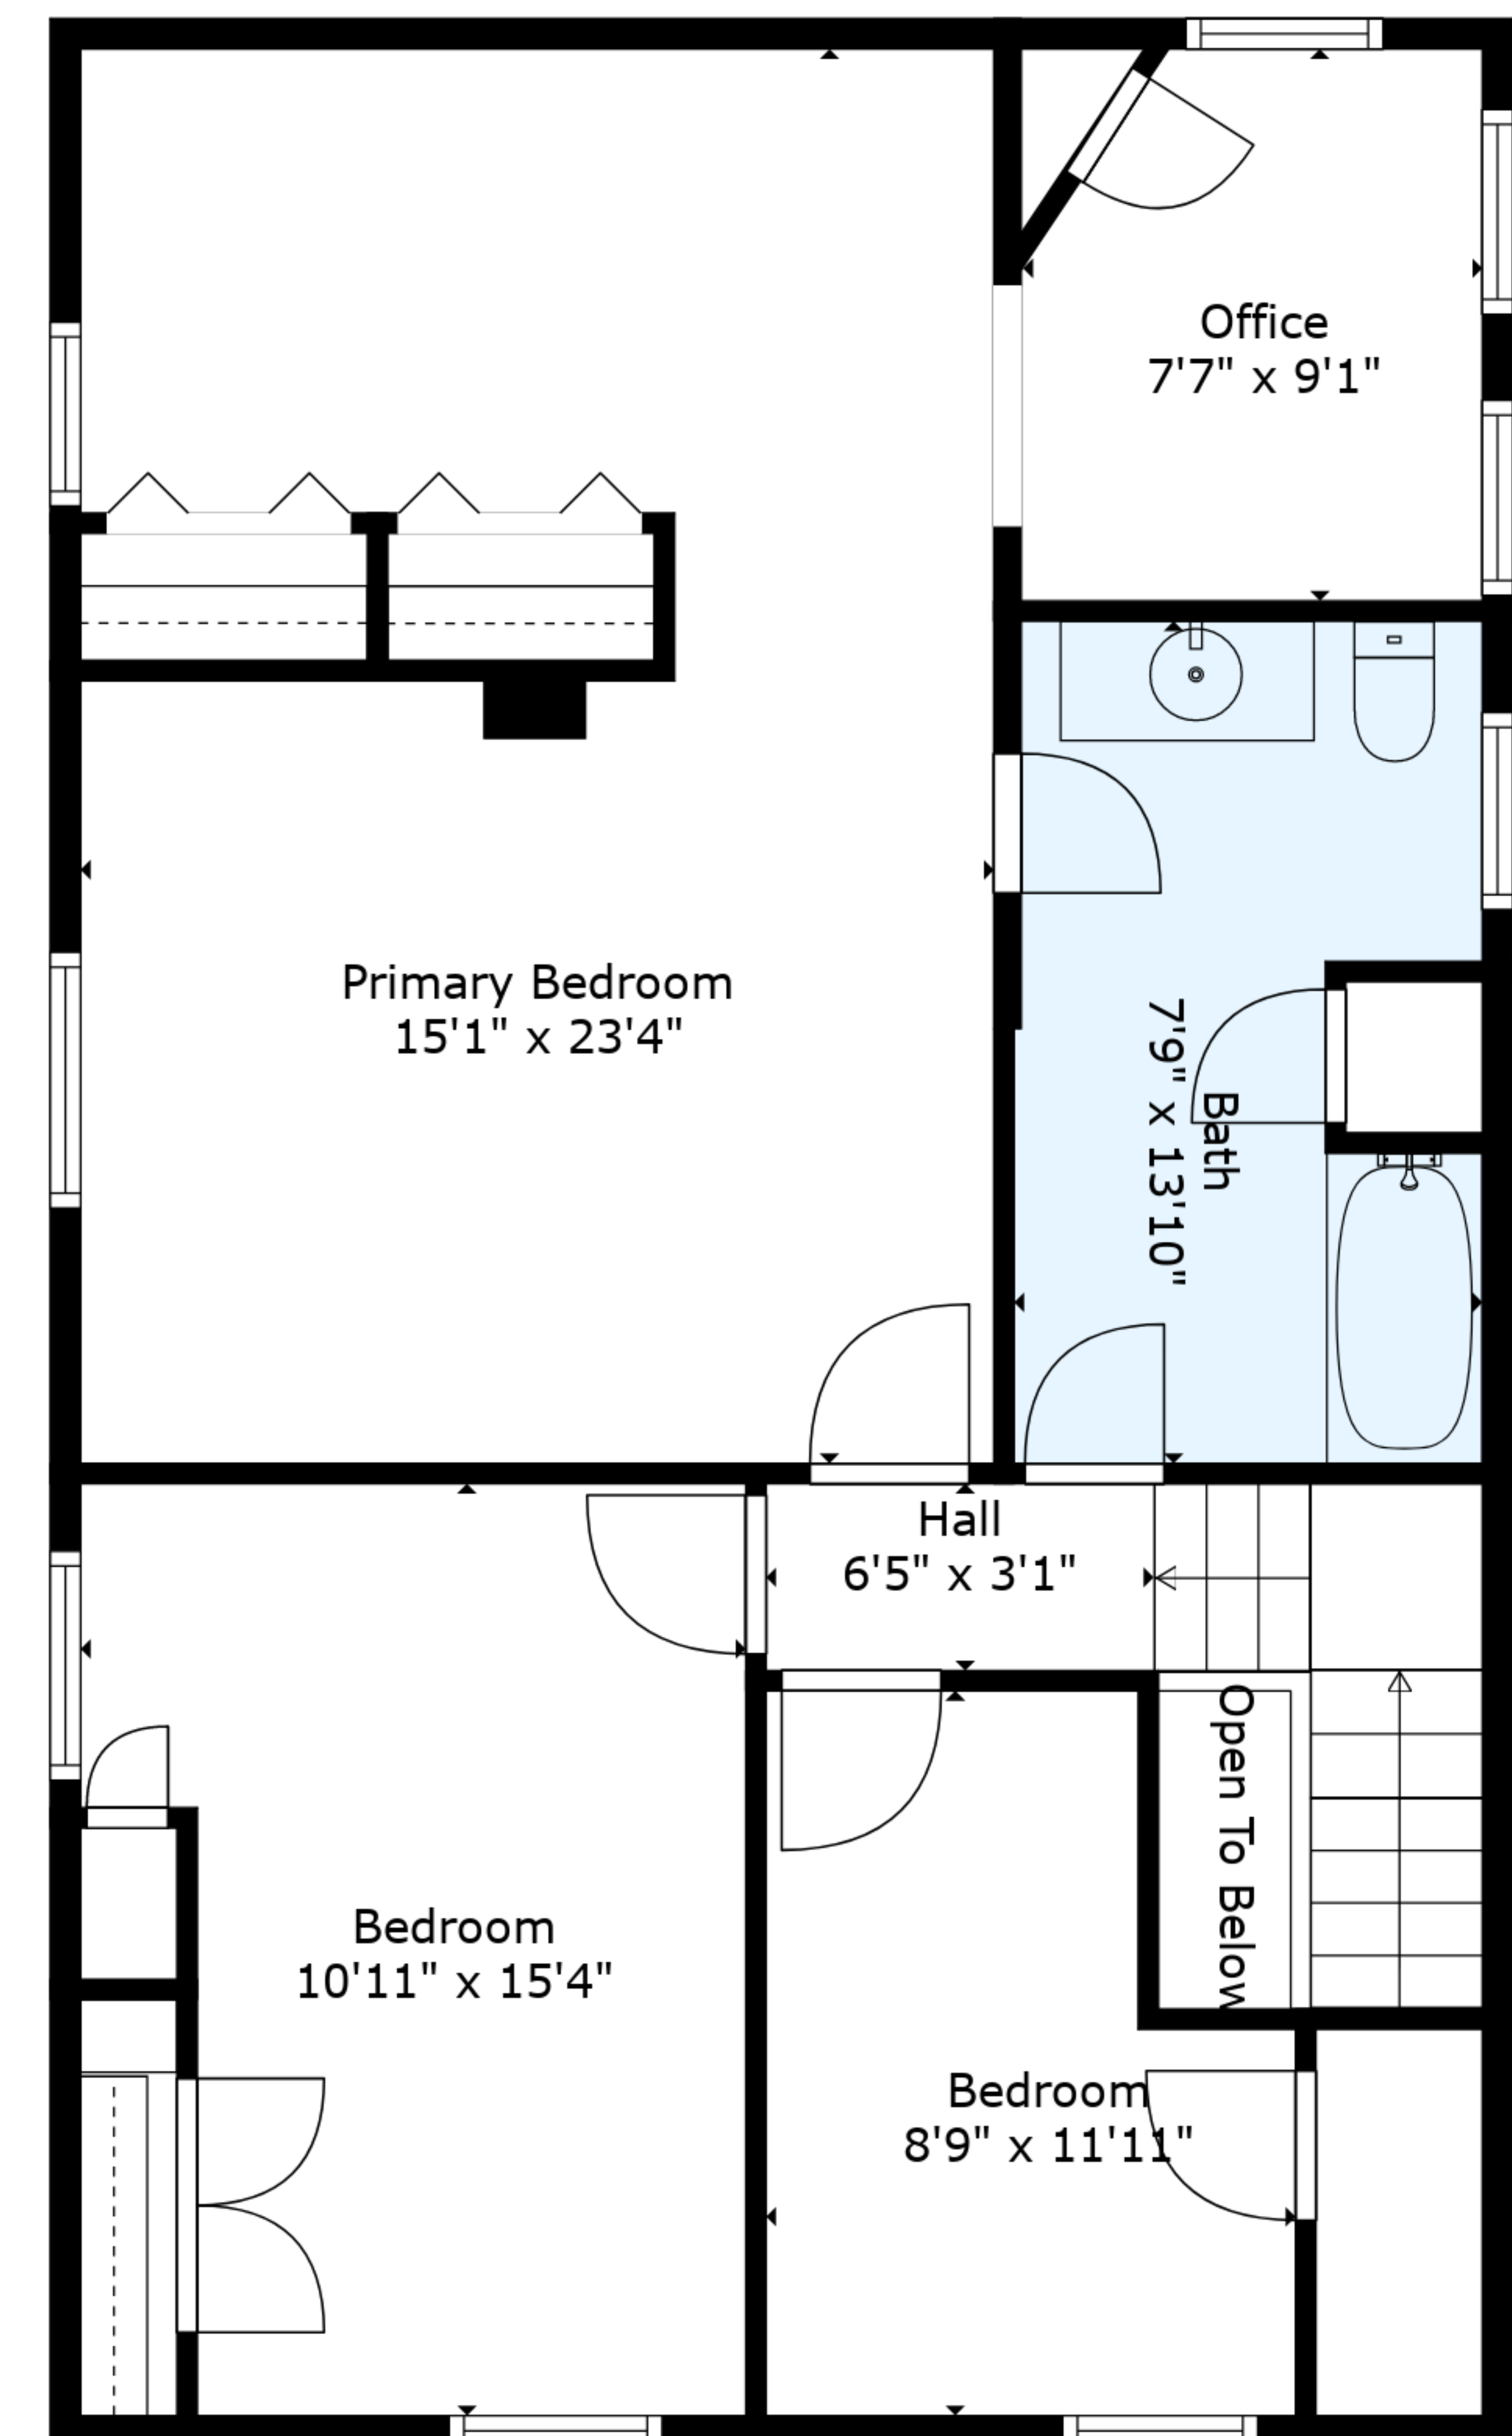 Office
7'7" x 9'1"
Primary Bedroom
15'1" x 23'4"
Bath
7'9" x 13'10"
Hall
6'5" x 3'1"
Open To Below
Bedroom
10'11" x 15'4"
Bedroom
8'9" x 11'11"